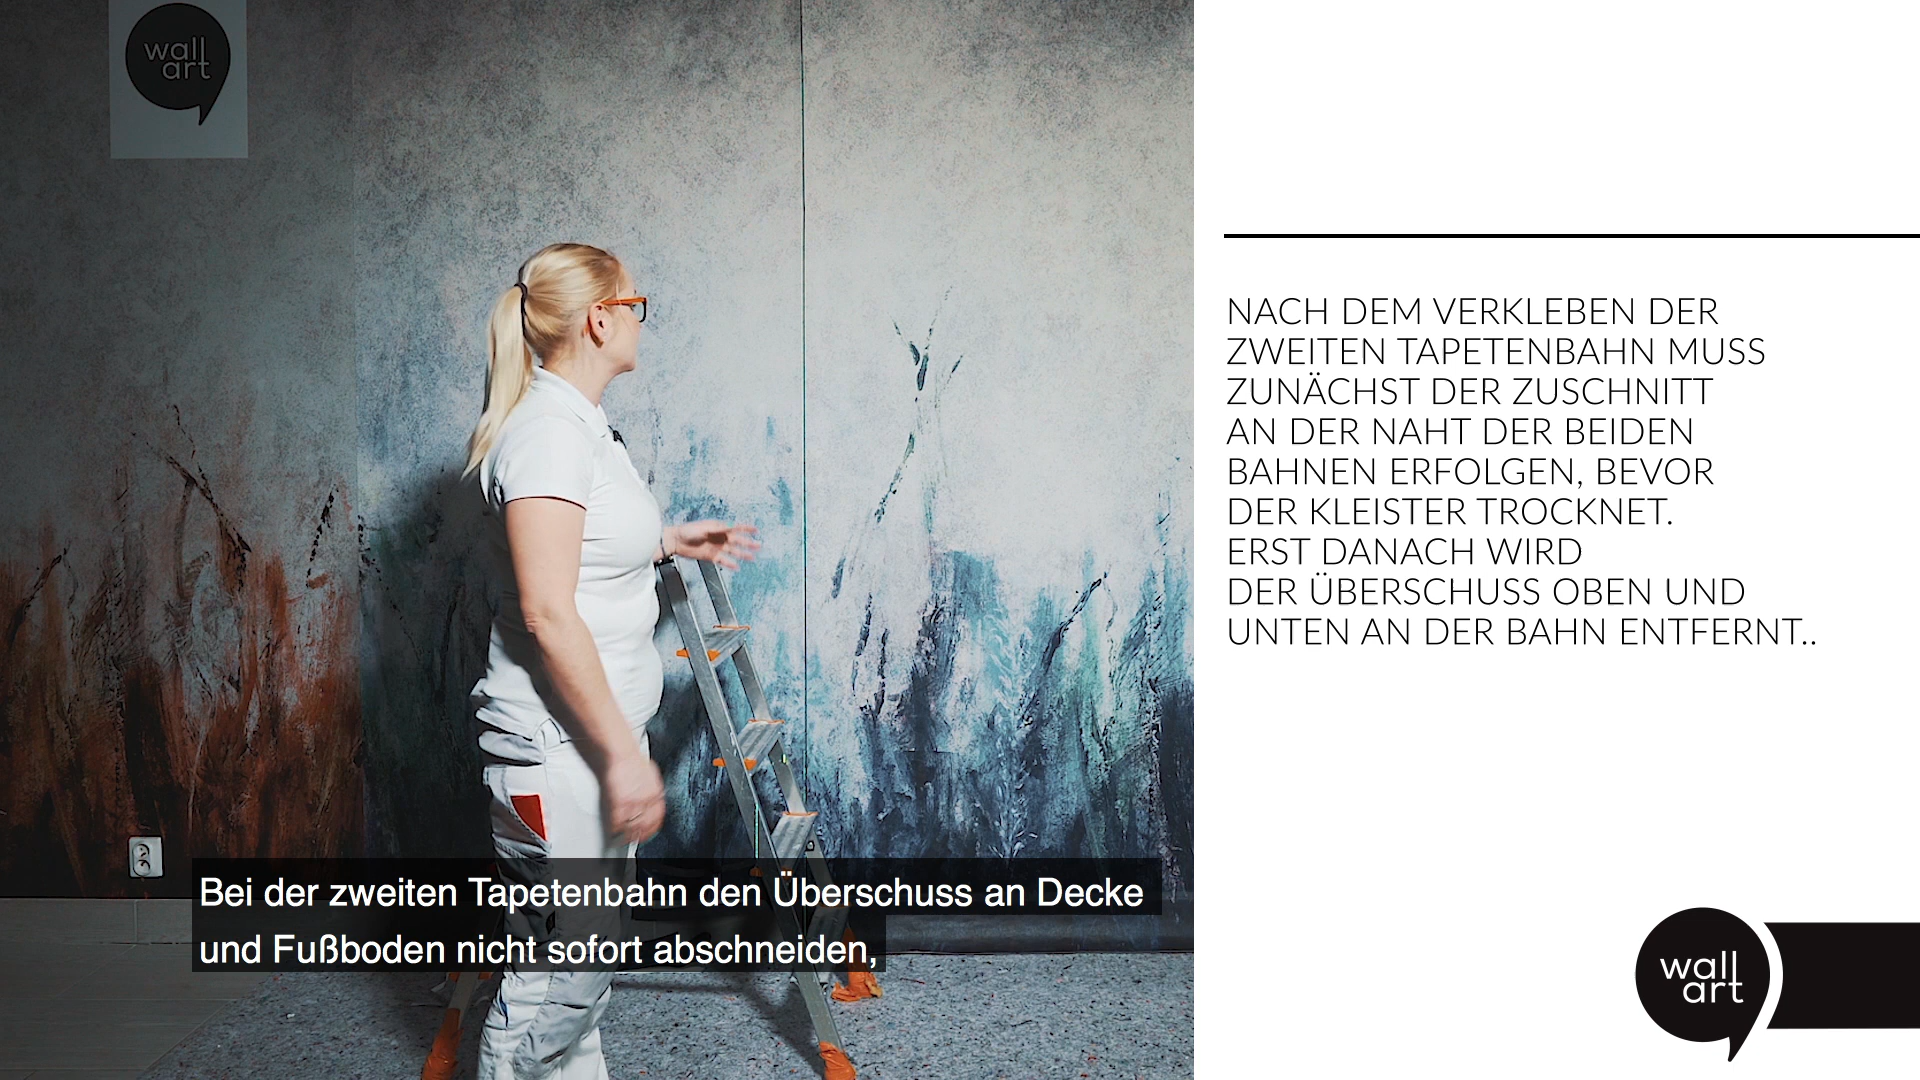 wall
art
NACH DEM VERKLEBEN DER
ZWEITEN TAPETENBAHN MUSS
ZUNÄCHST DER ZUSCHNITT
AN DER NAHT DER BEIDEN
BAHNEN ERFOLGEN, BEVOR
DER KLEISTER TROCKNET.
ERST DANACH WIRD
DER ÜBERSCHUSS OBEN UND
UNTEN AN DER BAHN ENTFERNT..
Bei der zweiten Tapetenbahn den Überschuss an Decke
und Fußboden nicht sofort abschneiden,
wall
art